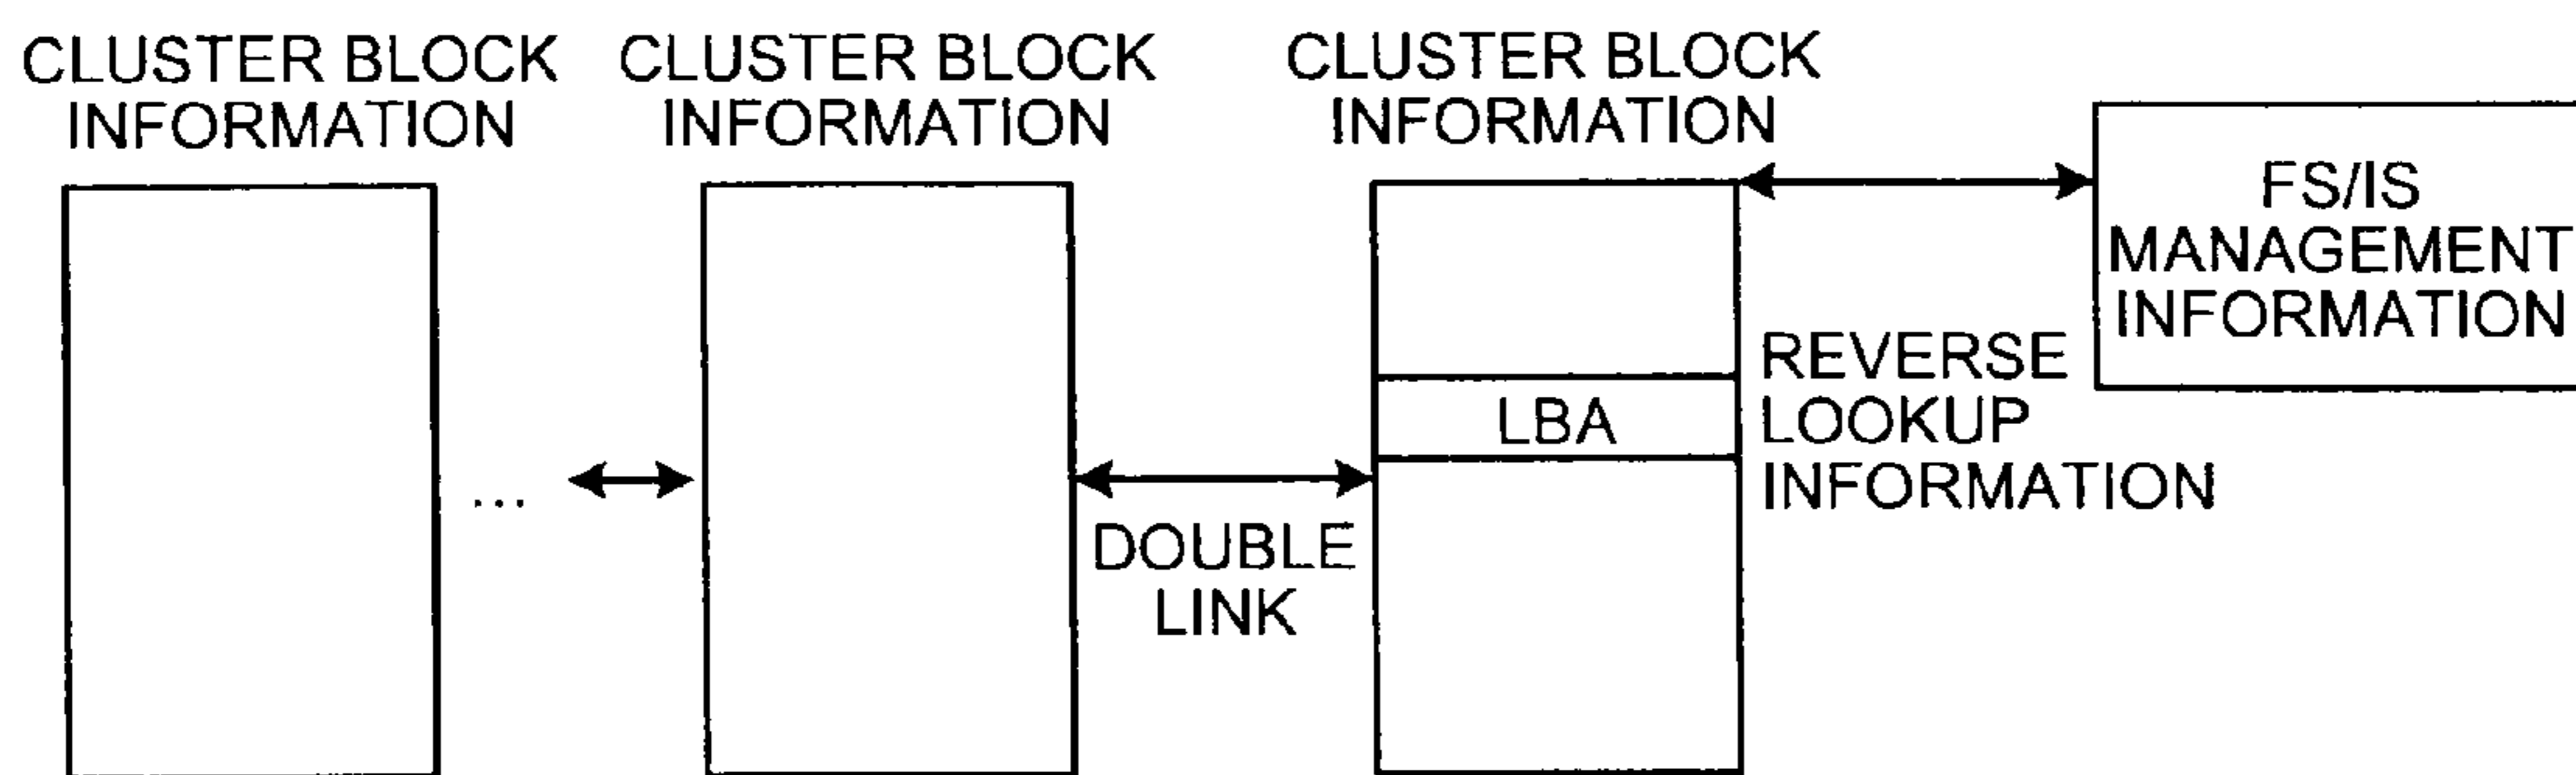 CLUSTER BLOCK
INFORMATION
CLUSTER BLOCK
INFORMATION
CLUSTER BLOCK
INFORMATION
FS/IS
MANAGEMENT
INFORMATION
REVERSE
LOOKUP
INFORMATION
LBA
...
DOUBLE
LINK